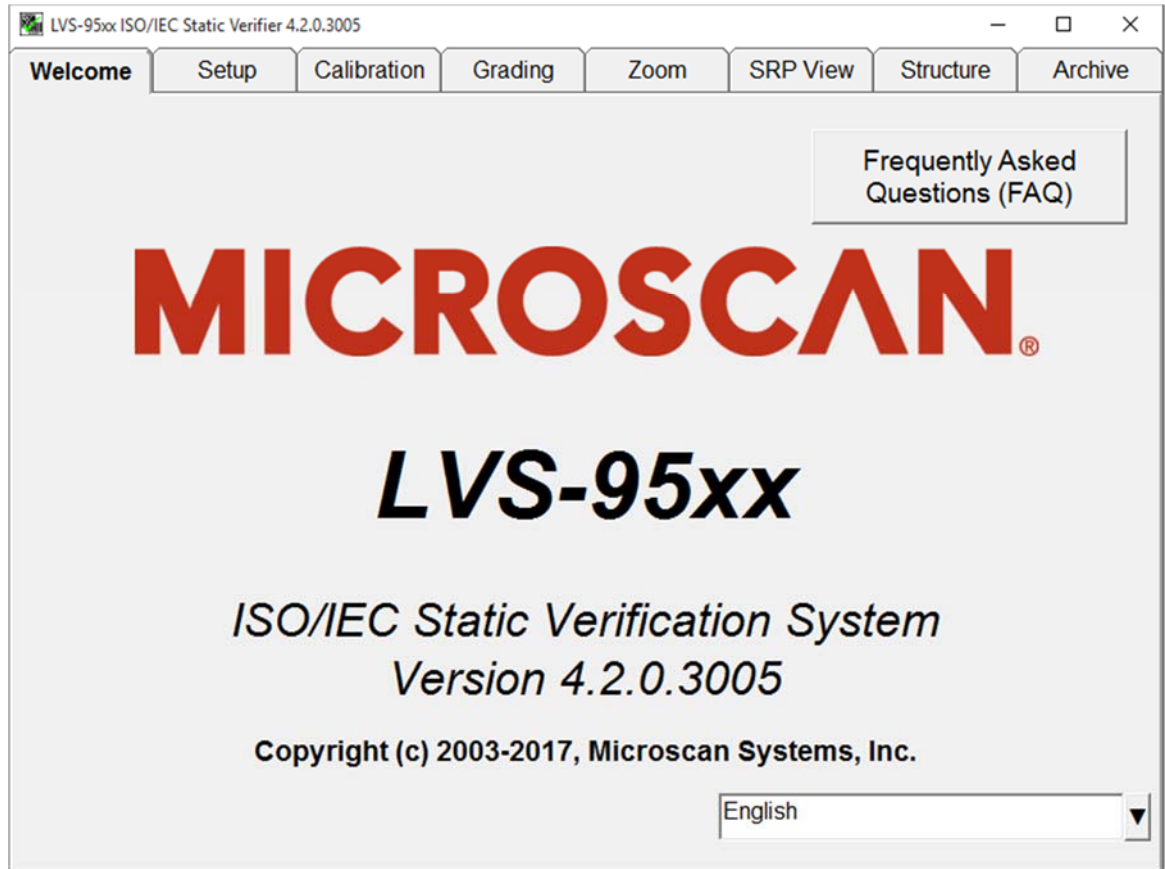 LVS-95xx ISO/IEC Static Verifier 4.2.0.3005
Welcome Setup Calibration Grading Zoom SRP View Structure Archive
Frequently Asked
Questions (FAQ)
MICROSCAN®
LVS-95xx
ISO/IEC Static Verification System
Version 4.2.0.3005
Copyright (c) 2003-2017, Microscan Systems, Inc.
English